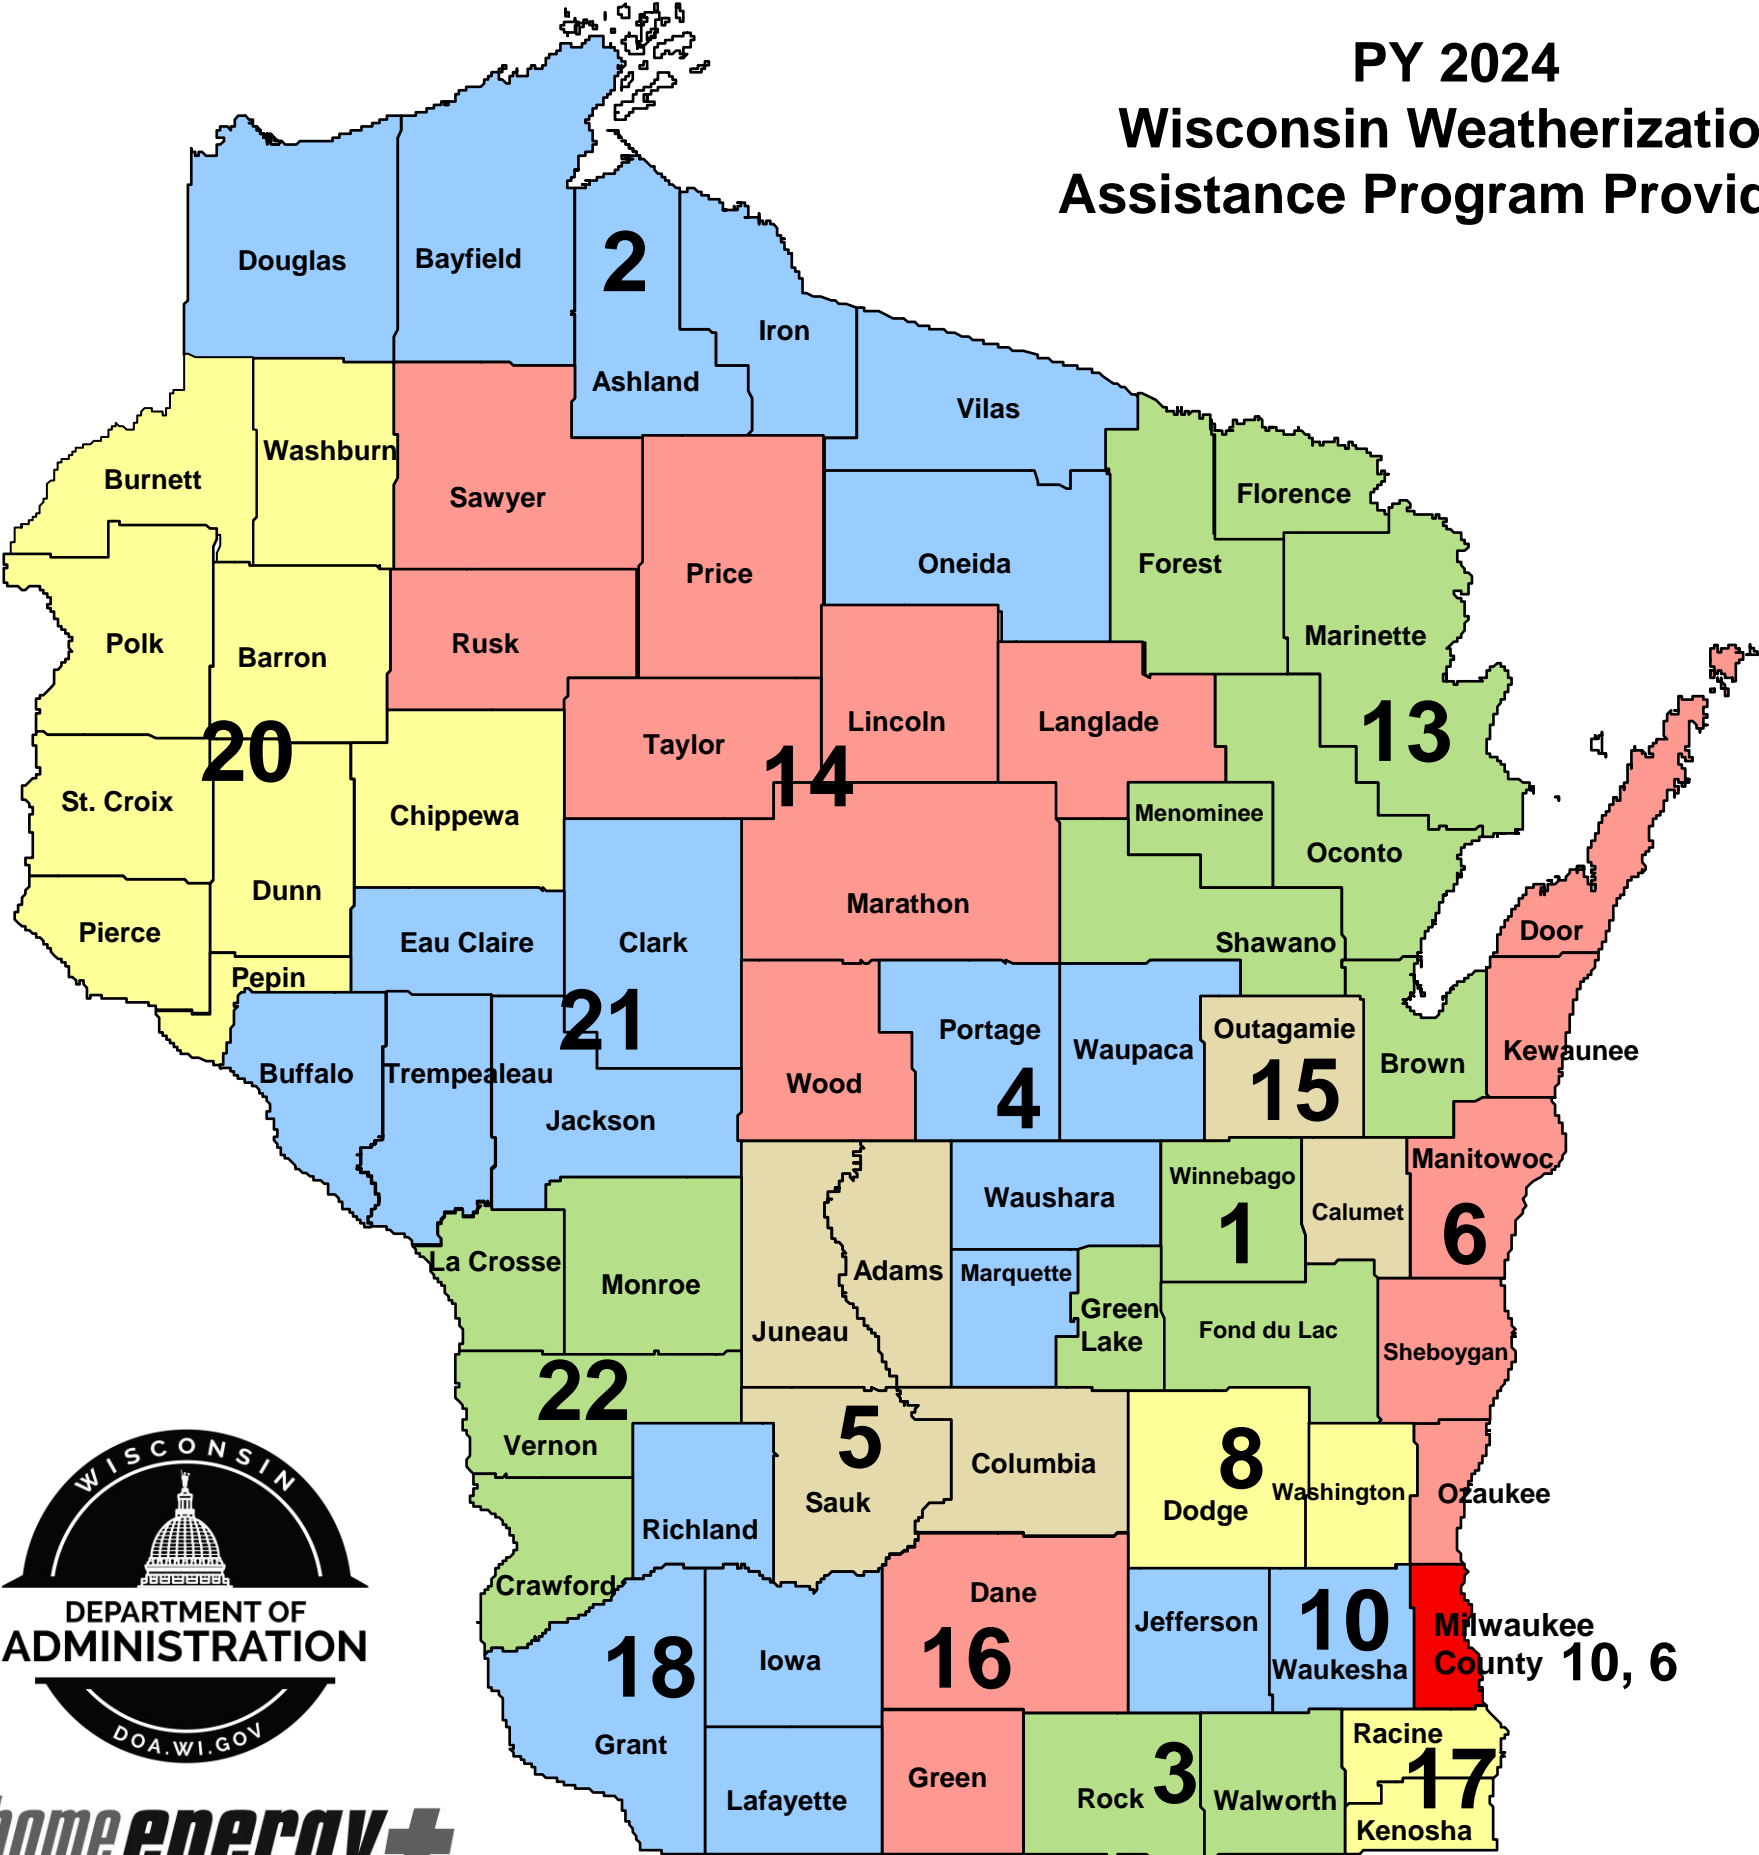 PY 2024
Wisconsin Weatherizatio
Assistance Program Provid
2
Douglas
Bayfield
Iron
Ashland
Vilas
Washburn
Burnett
Sawyer
Florence
Price
Oneida
Forest
Polk
Barron
Rusk
Marinette
20
Taylor
14
Lincoln
Langlade
13
St. Croix
Chippewa
Menominee
Oconto
Dunn
Marathon
Pierce
Eau Claire
Clark
Shawano
Door
Pepin
21
Portage
Outagamie
Waupaca
Kewaunee
Buffalo
Trempealeau
Wood
4
15
Brown
Jackson
Manitowoc
Waushara
Winnebago
Calumet
1
6
La Crosse
Monroe
Adams
Marquette
Juneau
Green
Lake
Fond du Lac
Sheboygan
22
Vernon
5
Sauk
Columbia
8
Dodge
Washington
Ozaukee
Richland
Crawford
Dane
Jefferson
10
Waukesha
Milwaukee
County 10, 6
18
Iowa
16
Grant
Racine
17
Lafayette
Green
Rock
3
Walworth
Kenosha
WISCONSIN
DEPARTMENT OF
ADMINISTRATION
DOA.WI.GOV
home energy+